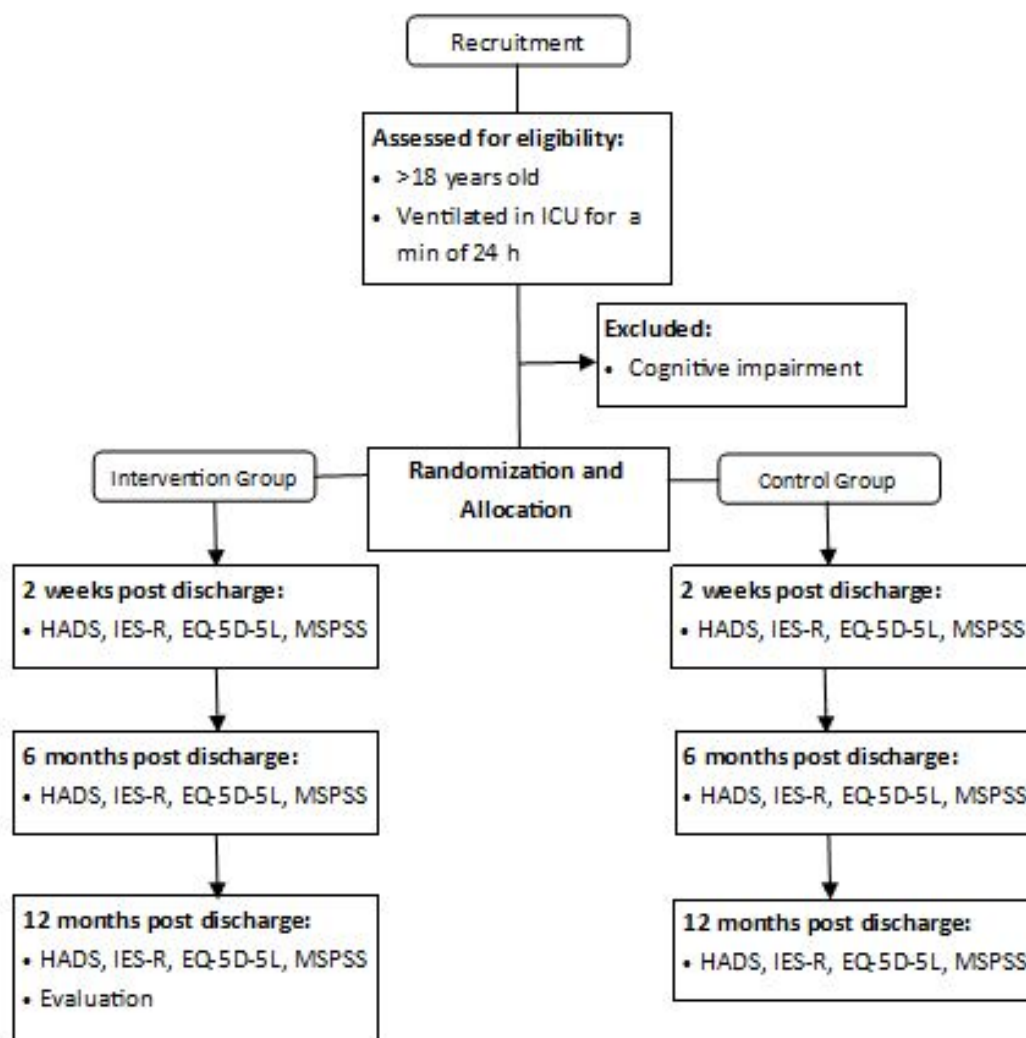 Recruitment
Assessed for eligibility:
• >18 years old
• Ventilated in ICU for a
min of 24 h
Excluded:
• Cognitive impairment
Randomization and
Allocation
Intervention Group
Control Group
2 weeks post discharge:
• HADS, IES-R, EQ-5D-5L, MSPSS
2 weeks post discharge:
• HADS, IES-R, EQ-5D-5L, MSPSS
6 months post discharge:
• HADS, IES-R, EQ-5D-5L, MSPSS
6 months post discharge:
• HADS, IES-R, EQ-5D-5L, MSPSS
12 months post discharge:
• HADS, IES-R, EQ-5D-5L, MSPSS
• Evaluation
12 months post discharge:
• HADS, IES-R, EQ-5D-5L, MSPSS